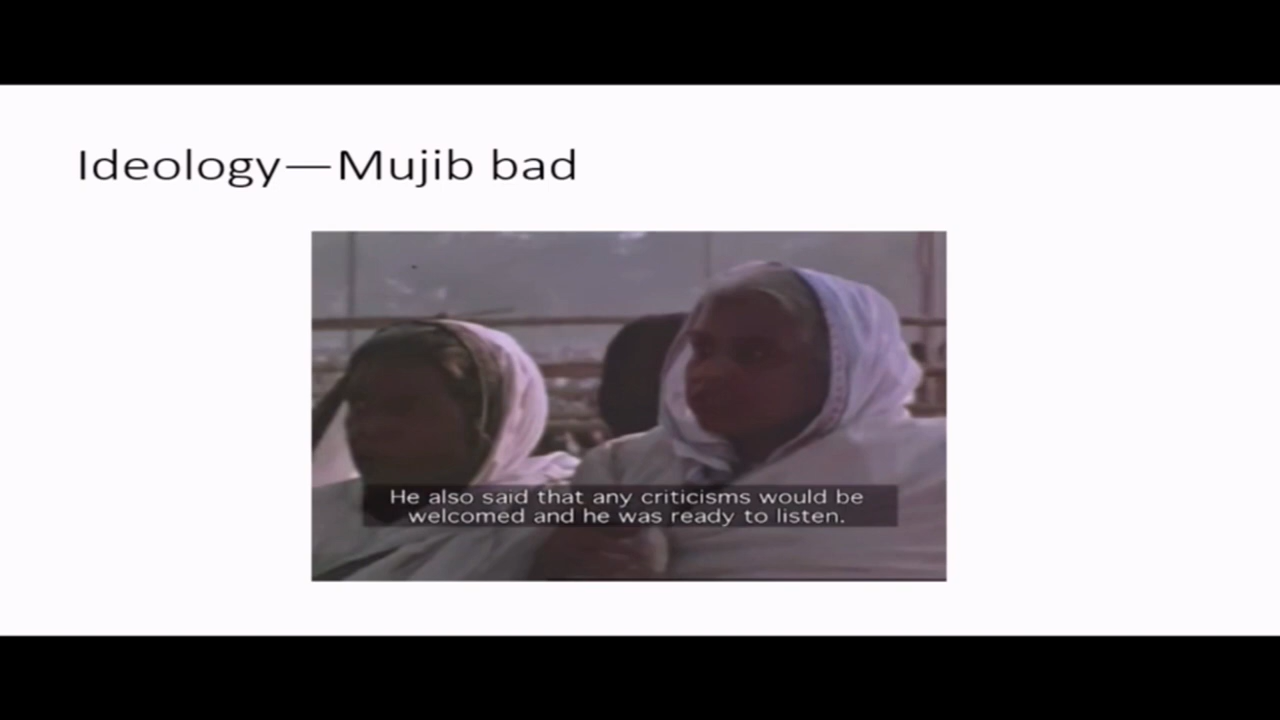 Ideology—Mujib bad
He also said that any criticisms would be
welcomed and he was ready to listen.